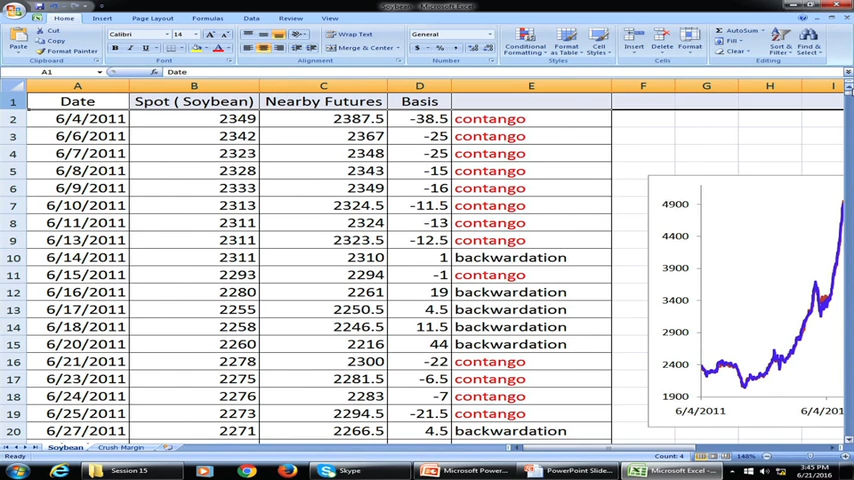 Soybean - Microsoft Excel
Home Insert Page Layout Formulas Data Review View
Cut
Copy
Format Painter
Paste
Clipboard
Calibri 14
Font
Wrap Text
Merge & Center
Alignment
General
Number
Conditional Formatting
Format as Table
Cell Styles
Styles
Insert Delete Format
Cells
AutoSum
Fill
Clear
Sort & Filter
Find & Select
Editing
A1 Date
A B C D E F G H I
1 Date Spot ( Soybean) Nearby Futures Basis
2 6/4/2011 2349 2387.5 -38.5 contango
3 6/6/2011 2342 2367 -25 contango
4 6/7/2011 2323 2348 -25 contango
5 6/8/2011 2328 2343 -15 contango
6 6/9/2011 2333 2349 -16 contango
7 6/10/2011 2313 2324.5 -11.5 contango
8 6/11/2011 2311 2324 -13 contango
9 6/13/2011 2311 2323.5 -12.5 contango
10 6/14/2011 2311 2310 1 backwardation
11 6/15/2011 2293 2294 -1 contango
12 6/16/2011 2280 2261 19 backwardation
13 6/17/2011 2255 2250.5 4.5 backwardation
14 6/18/2011 2258 2246.5 11.5 backwardation
15 6/20/2011 2260 2216 44 backwardation
16 6/21/2011 2278 2300 -22 contango
17 6/23/2011 2275 2281.5 -6.5 contango
18 6/24/2011 2276 2283 -7 contango
19 6/25/2011 2273 2294.5 -21.5 contango
20 6/27/2011 2271 2266.5 4.5 backwardation
4900
4400
3900
3400
2900
2400
1900
6/4/2011 6/4/201
Soybean Crush Margin
Ready Count: 4 148%
Session 15 Skype Microsoft Power... PowerPoint Slide... Microsoft Excel -...
3:45 PM
6/21/2016